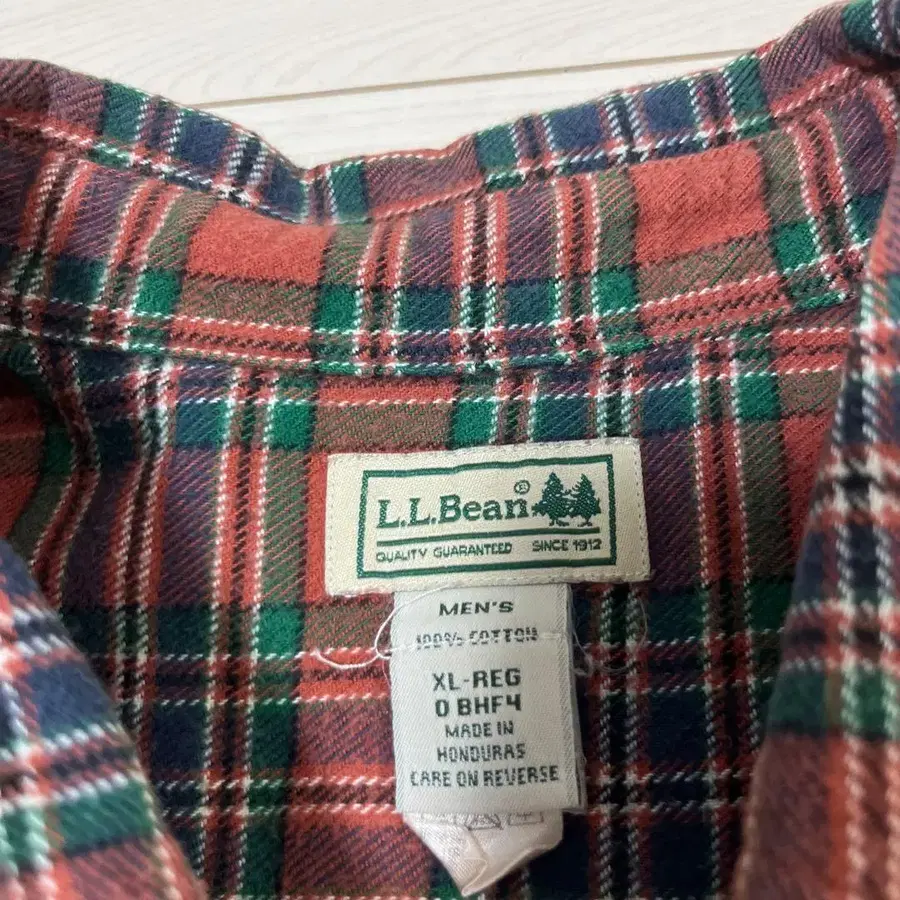 L.L.Bean®
QUALITY GUARANTEED SINCE 1912
MEN'S
100% COTTON
XL-REG
0 BHF4
MADE IN
HONDURAS
CARE ON REVERSE